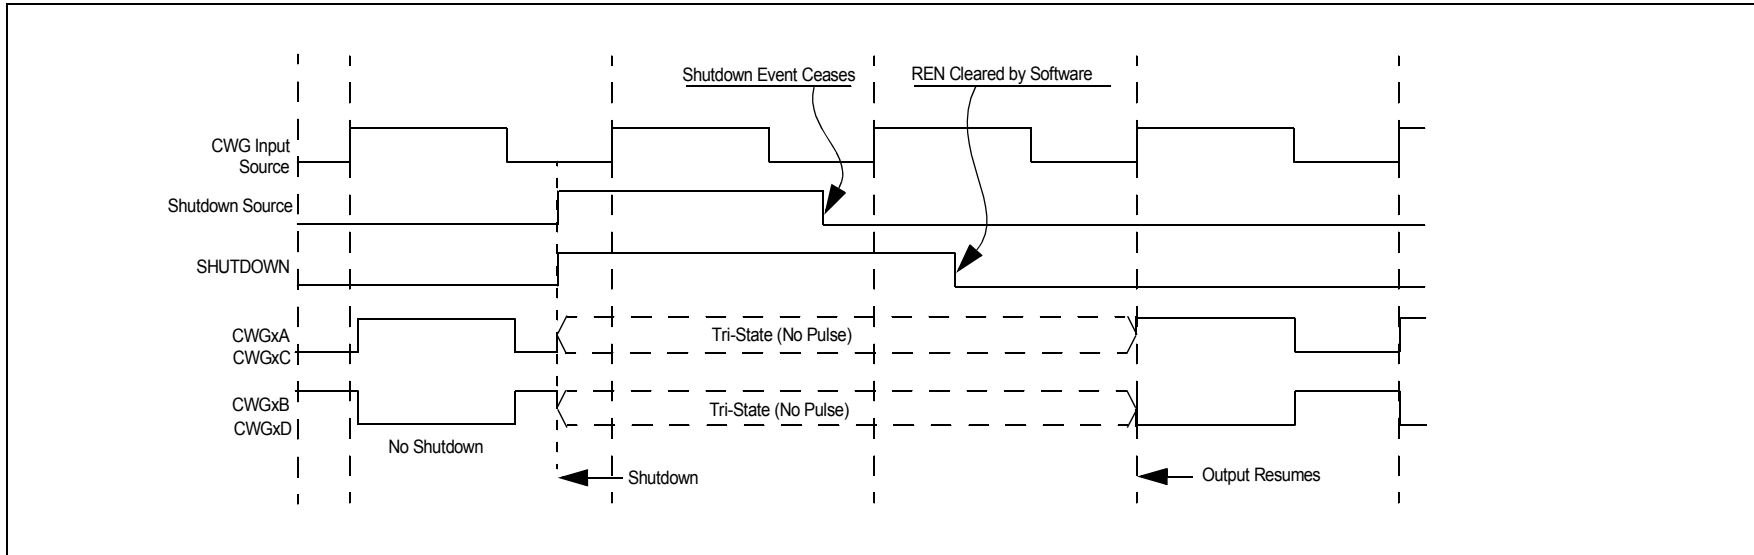 Shutdown Event Ceases
REN Cleared by Software
CWG Input
Source
Shutdown Source
SHUTDOWN
CWGxA
CWGxC
Tri-State (No Pulse)
CWGxB
CWGxD
Tri-State (No Pulse)
No Shutdown
Shutdown
Output Resumes